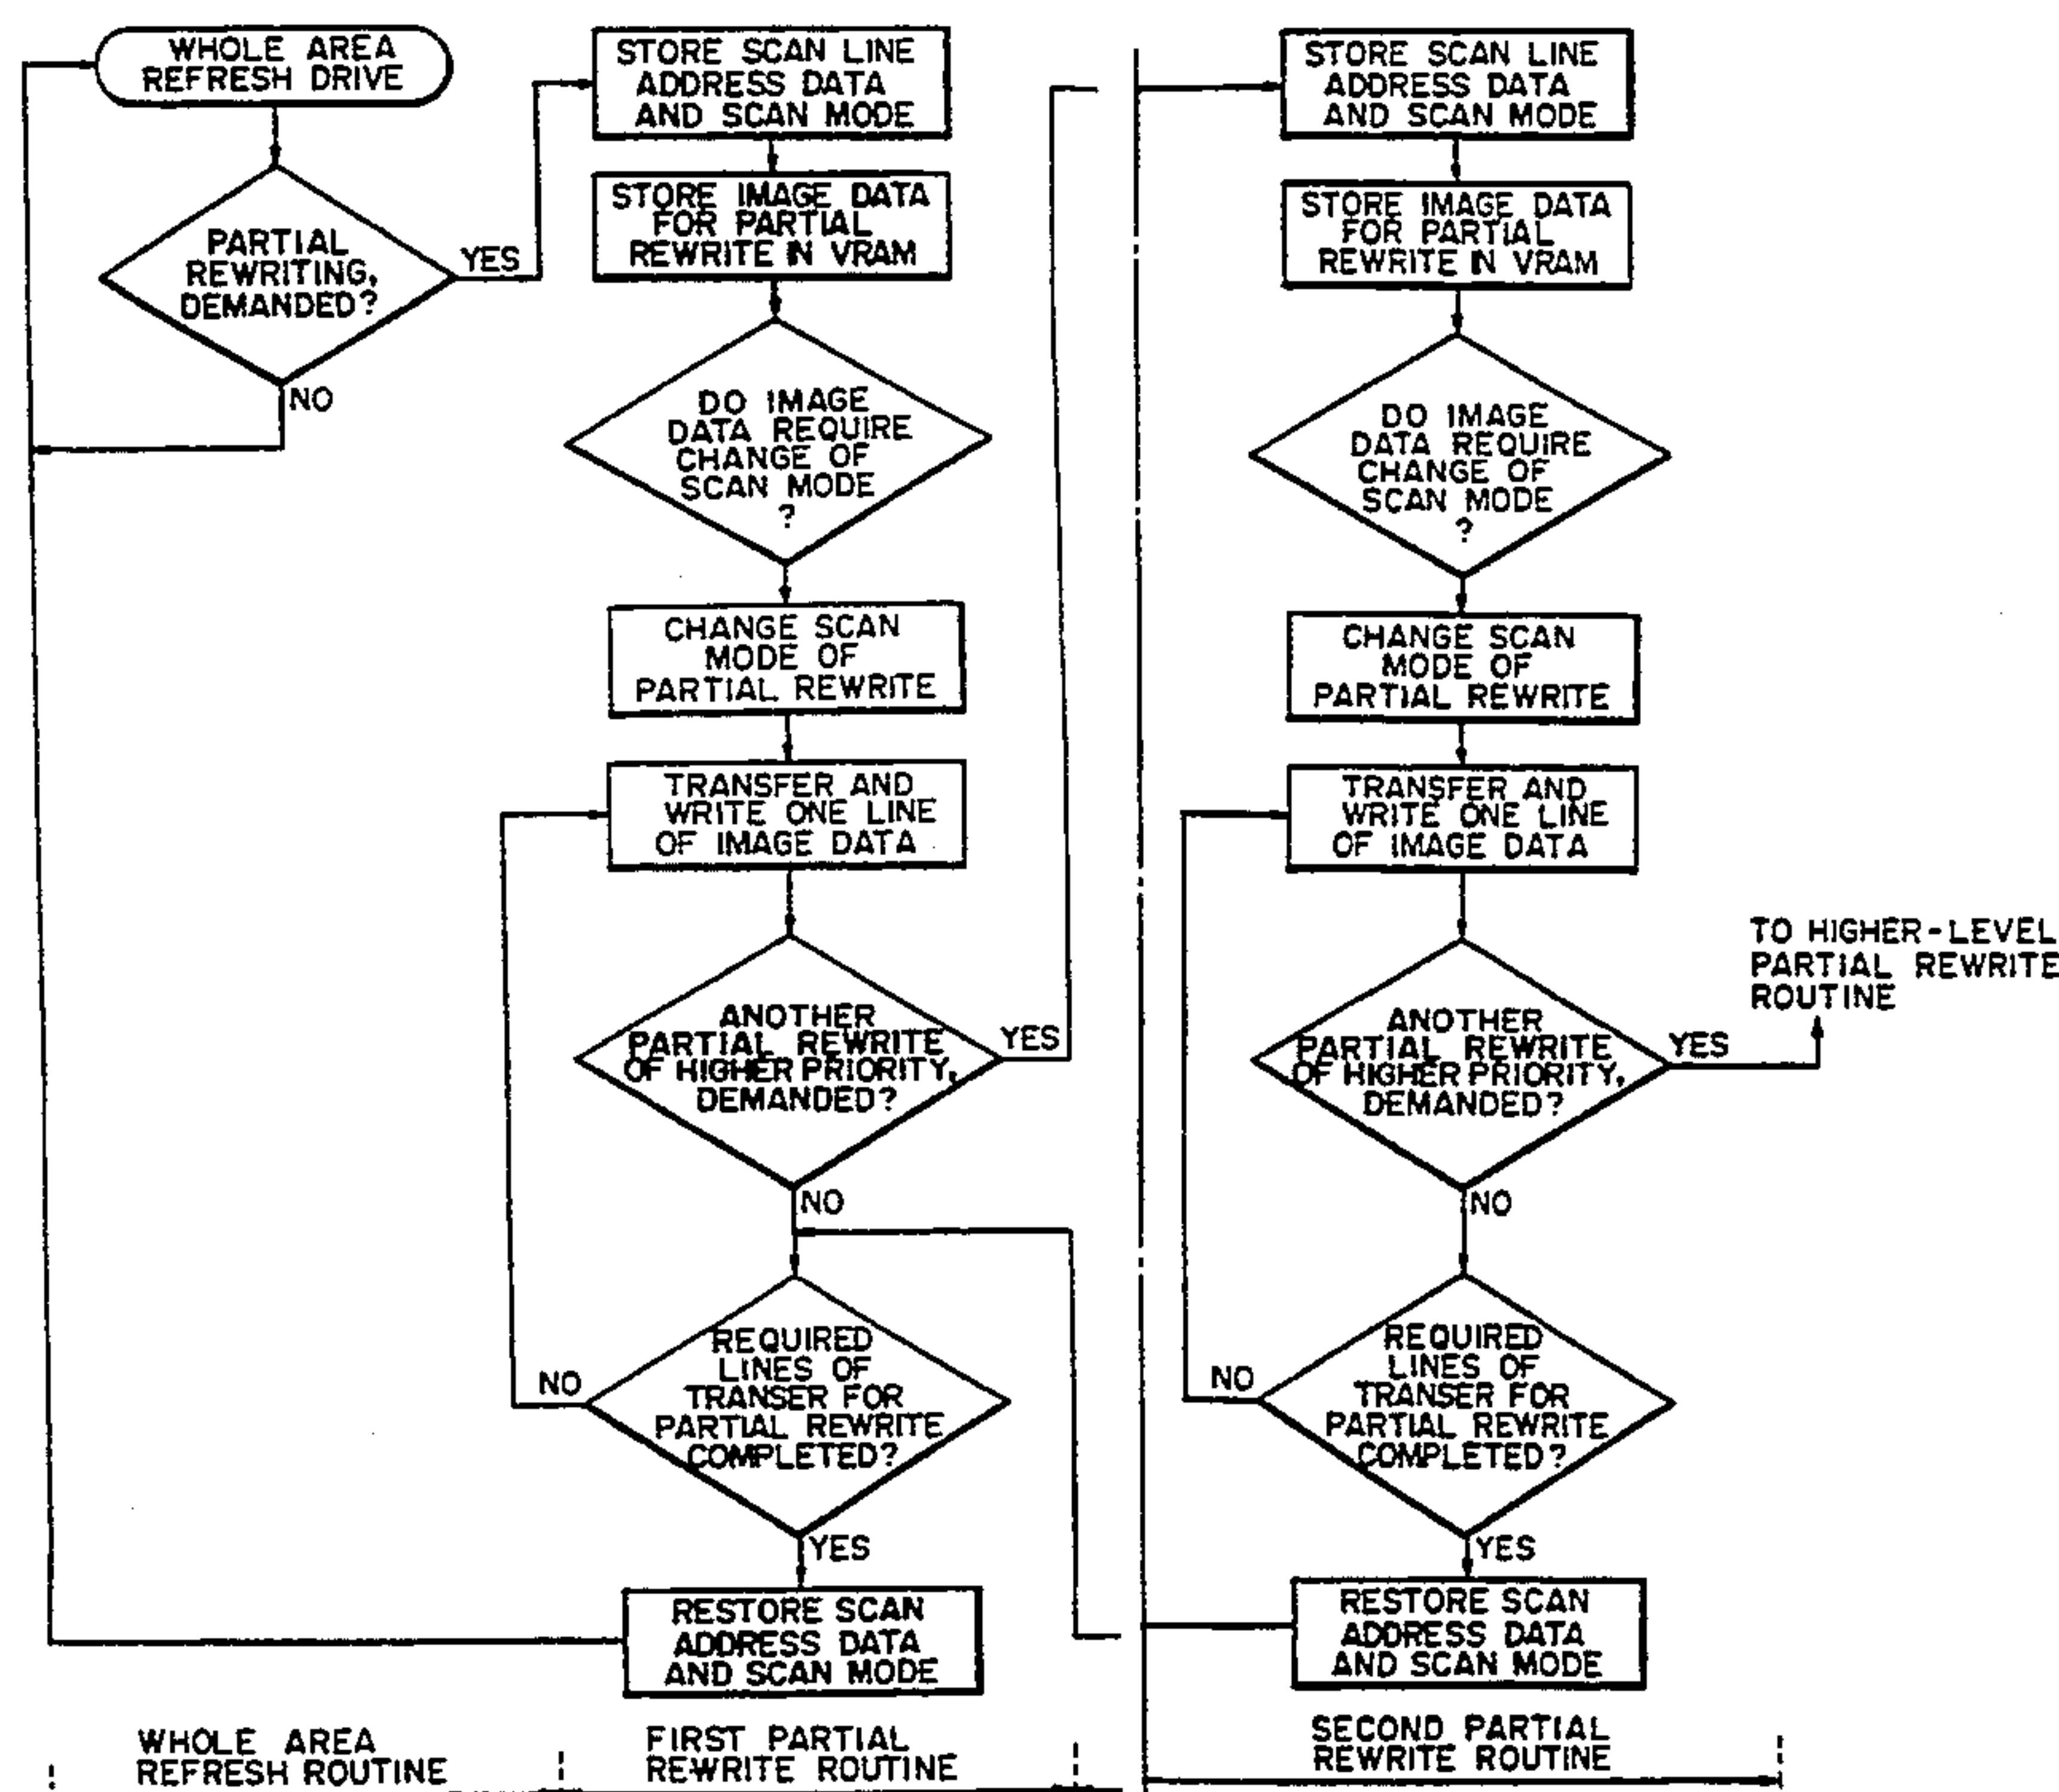 WHOLE AREA
REFRESH DRIVE
PARTIAL
REWRITING,
DEMANDED?
YES
NO
STORE SCAN LINE
ADDRESS DATA
AND SCAN MODE
STORE IMAGE DATA
FOR PARTIAL
REWRITE IN VRAM
DO IMAGE
DATA REQUIRE
CHANGE OF
SCAN MODE
?
CHANGE SCAN
MODE OF
PARTIAL REWRITE
TRANSFER AND
WRITE ONE LINE
OF IMAGE DATA
ANOTHER
PARTIAL REWRITE
OF HIGHER PRIORITY,
DEMANDED?
YES
NO
REQUIRED
LINES OF
TRANSER FOR
PARTIAL REWRITE
COMPLETED?
NO
YES
RESTORE SCAN
ADDRESS DATA
AND SCAN MODE
STORE SCAN LINE
ADDRESS DATA
AND SCAN MODE
STORE IMAGE DATA
FOR PARTIAL
REWRITE IN VRAM
DO IMAGE
DATA REQUIRE
CHANGE OF
SCAN MODE
?
CHANGE SCAN
MODE OF
PARTIAL REWRITE
TRANSFER AND
WRITE ONE LINE
OF IMAGE DATA
ANOTHER
PARTIAL REWRITE
OF HIGHER PRIORITY,
DEMANDED?
YES
TO HIGHER-LEVEL
PARTIAL REWRITE
ROUTINE
NO
REQUIRED
LINES OF
TRANSER FOR
PARTIAL REWRITE
COMPLETED?
NO
YES
RESTORE SCAN
ADDRESS DATA
AND SCAN MODE
WHOLE AREA
REFRESH ROUTINE
FIRST PARTIAL
REWRITE ROUTINE
SECOND PARTIAL
REWRITE ROUTINE